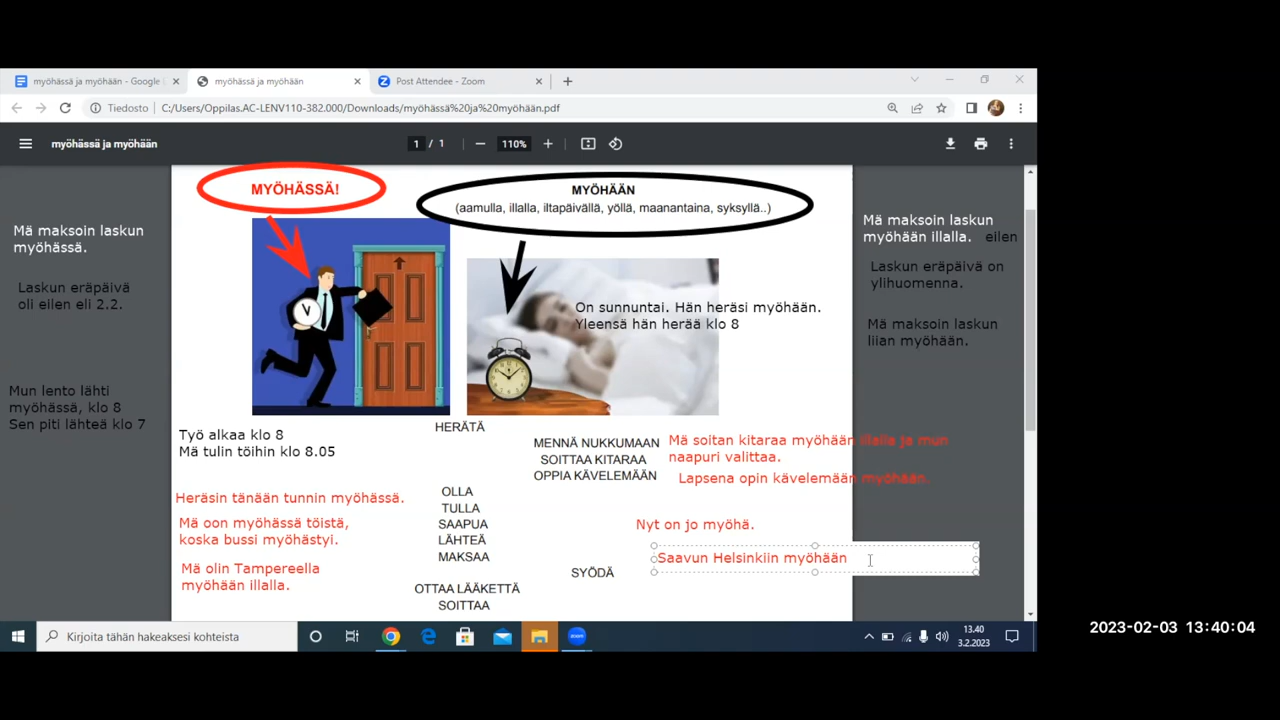 myöhässä ja myöhään - Google
myöhässä ja myöhään
Post Attendee - Zoom
Tiedosto
C:/Users/Oppilas.AC-LENV110-382.000/Downloads/myöhässä%20ja%20myöhään.pdf
myöhässä ja myöhään
1 / 1
110%
MYÖHÄSSÄ!
MYÖHÄÄN
(aamulla, illalla, iltapäivällä, yöllä, maanantaina, syksyllä..)
Mä maksoin laskun
myöhässä.
Laskun eräpäivä
oli eilen eli 2.2.
Mun lento lähti
myöhässä, klo 8
Sen piti lähteä klo 7
Mä maksoin laskun
myöhään illalla. eilen
Laskun eräpäivä on
ylihuomenna.
Mä maksoin laskun
liian myöhään.
On sunnuntai. Hän heräsi myöhään.
Yleensä hän herää klo 8
Työ alkaa klo 8
Mä tulin töihin klo 8.05
HERÄTÄ
MENNÄ NUKKUMAAN
SOITTAA KITARAA
OPPIA KÄVELEMÄÄN
Mä soitan kitaraa myöhään illalla ja mun
naapuri valittaa.
Lapsena opin kävelemään myöhään.
Heräsin tänään tunnin myöhässä.
Mä oon myöhässä töistä,
koska bussi myöhästyi.
Mä olin Tampereella
myöhään illalla.
OLLA
TULLA
SAAPUA
LÄHTEÄ
MAKSAA
Nyt on jo myöhä.
Saavun Helsinkiin myöhään
SYÖDÄ
OTTAA LÄÄKETTÄ
SOITTAA
Kirjoita tähän hakeaksesi kohteista
zoom
13.40
3.2.2023
2023-02-03 13:40:04